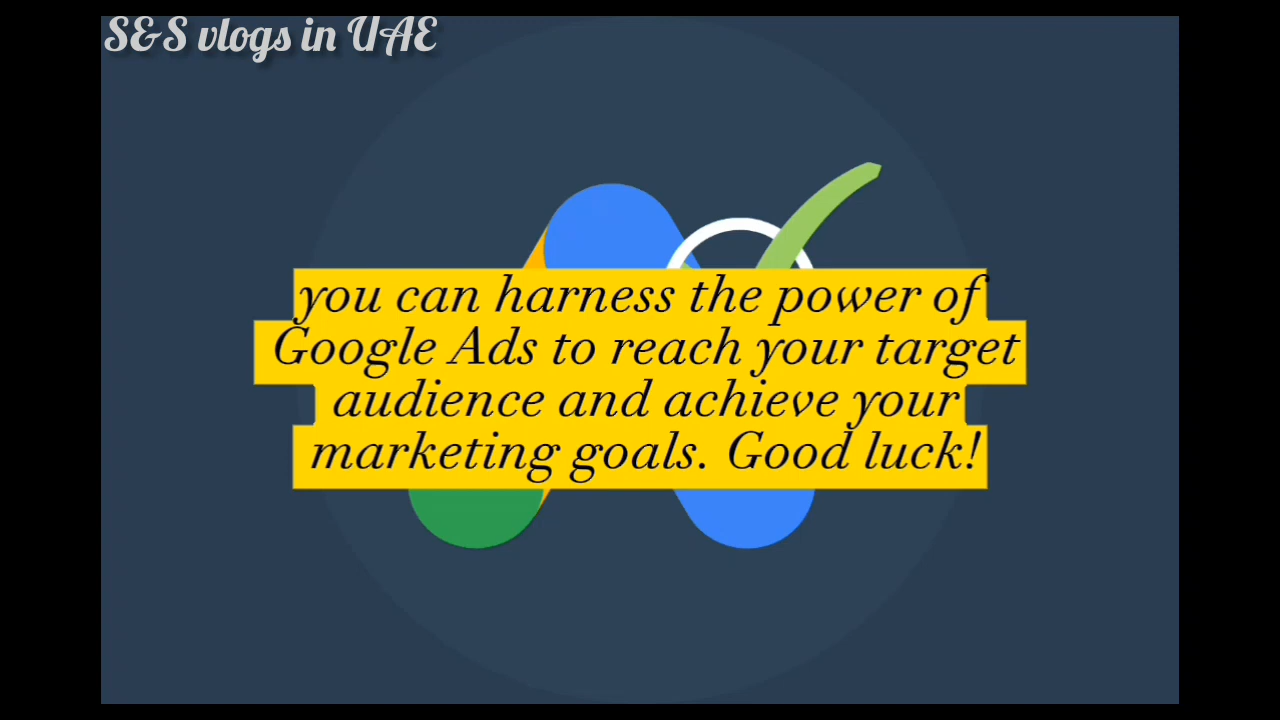 S&S vlogs in UAE
you can harness the power of
Google Ads to reach your target
audience and achieve your
marketing goals. Good luck!